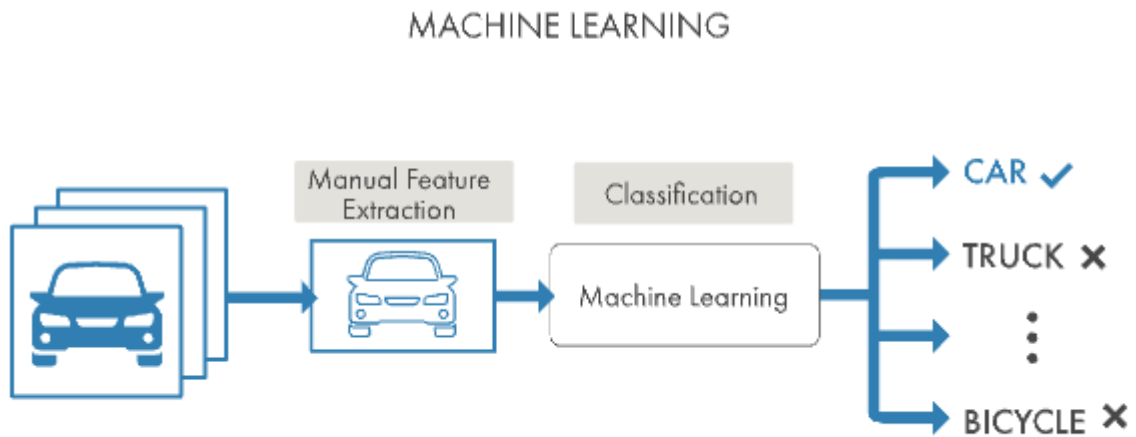 MACHINE LEARNING
Manual Feature
Extraction
Classification
Machine Learning
CAR
TRUCK
BICYCLE